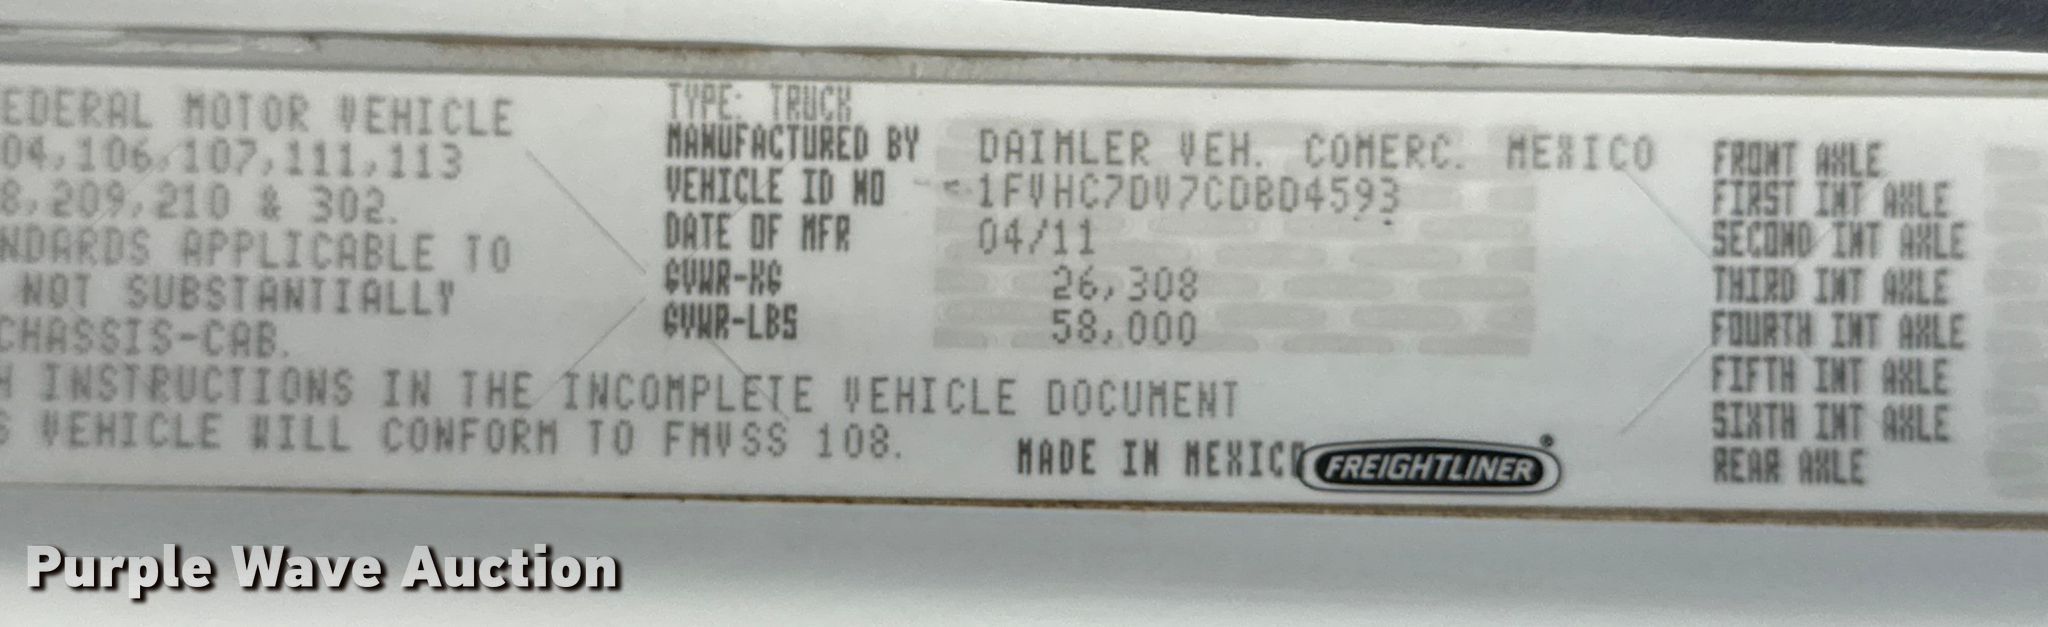 EDERAL MOTOR VEHICLE
04,106,107,111,113
8,209,210 & 302.
NDARDS APPLICABLE TO
NOT SUBSTANTIALLY
CHASSIS-CAB.
H INSTRUCTIONS IN THE INCOMPLETE VEHICLE DOCUMENT
S VEHICLE WILL CONFORM TO FMVSS 108.
TYPE: TRUCK
MANUFACTURED BY DAIMLER VEH. COMERC. MEXICO
VEHICLE ID NO 1FVHC7DV7CDBD4593
DATE OF MFR 04/11
GVWR-KG 26,308
GVWR-LBS 58,000
MADE IN MEXICO
FREIGHTLINER
FRONT AXLE
FIRST INT AXLE
SECOND INT AXLE
THIRD INT AXLE
FOURTH INT AXLE
FIFTH INT AXLE
SIXTH INT AXLE
REAR AXLE
Purple Wave Auction